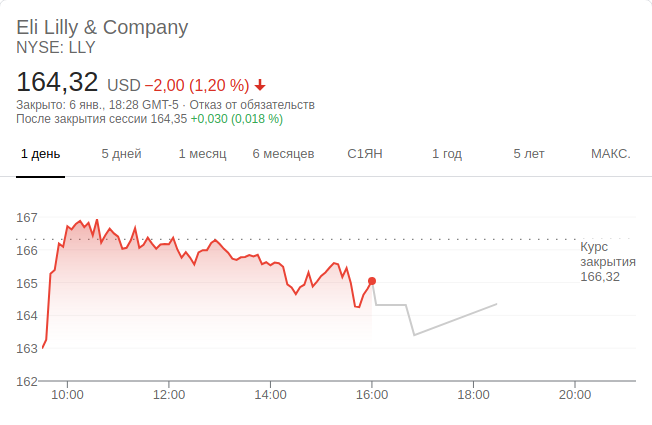 Eli Lilly & Company
NYSE: LLY
164,32 USD −2,00 (1,20 %)
Закрыто: 6 янв., 18:28 GMT-5 · Отказ от обязательств
После закрытия сессии 164,35 +0,030 (0,018 %)
1 день 5 дней 1 месяц 6 месяцев С1ЯН 1 год 5 лет МАКС.
167
166
165
164
163
162
Курс
закрытия
166,32
10:00 12:00 14:00 16:00 18:00 20:00